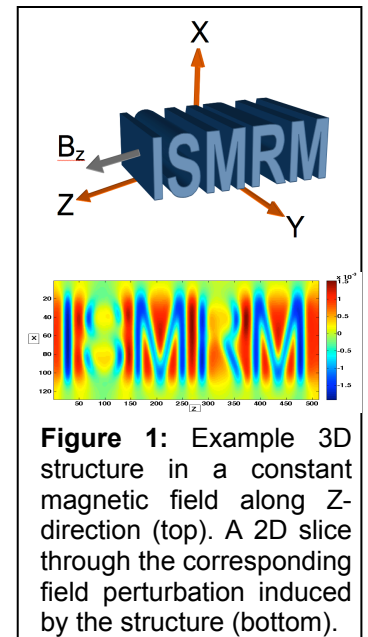 X
B_z
Z
ISMRM
Y
× 10⁻³
1.5
1
0.5
0
-0.5
-1
-1.5
20
40
60
80
100
120
X
50 100 150 200 250 300 350 400 450 500
Z
Figure 1: Example 3D
structure in a constant
magnetic field along Z-
direction (top). A 2D slice
through the corresponding
field perturbation induced
by the structure (bottom).